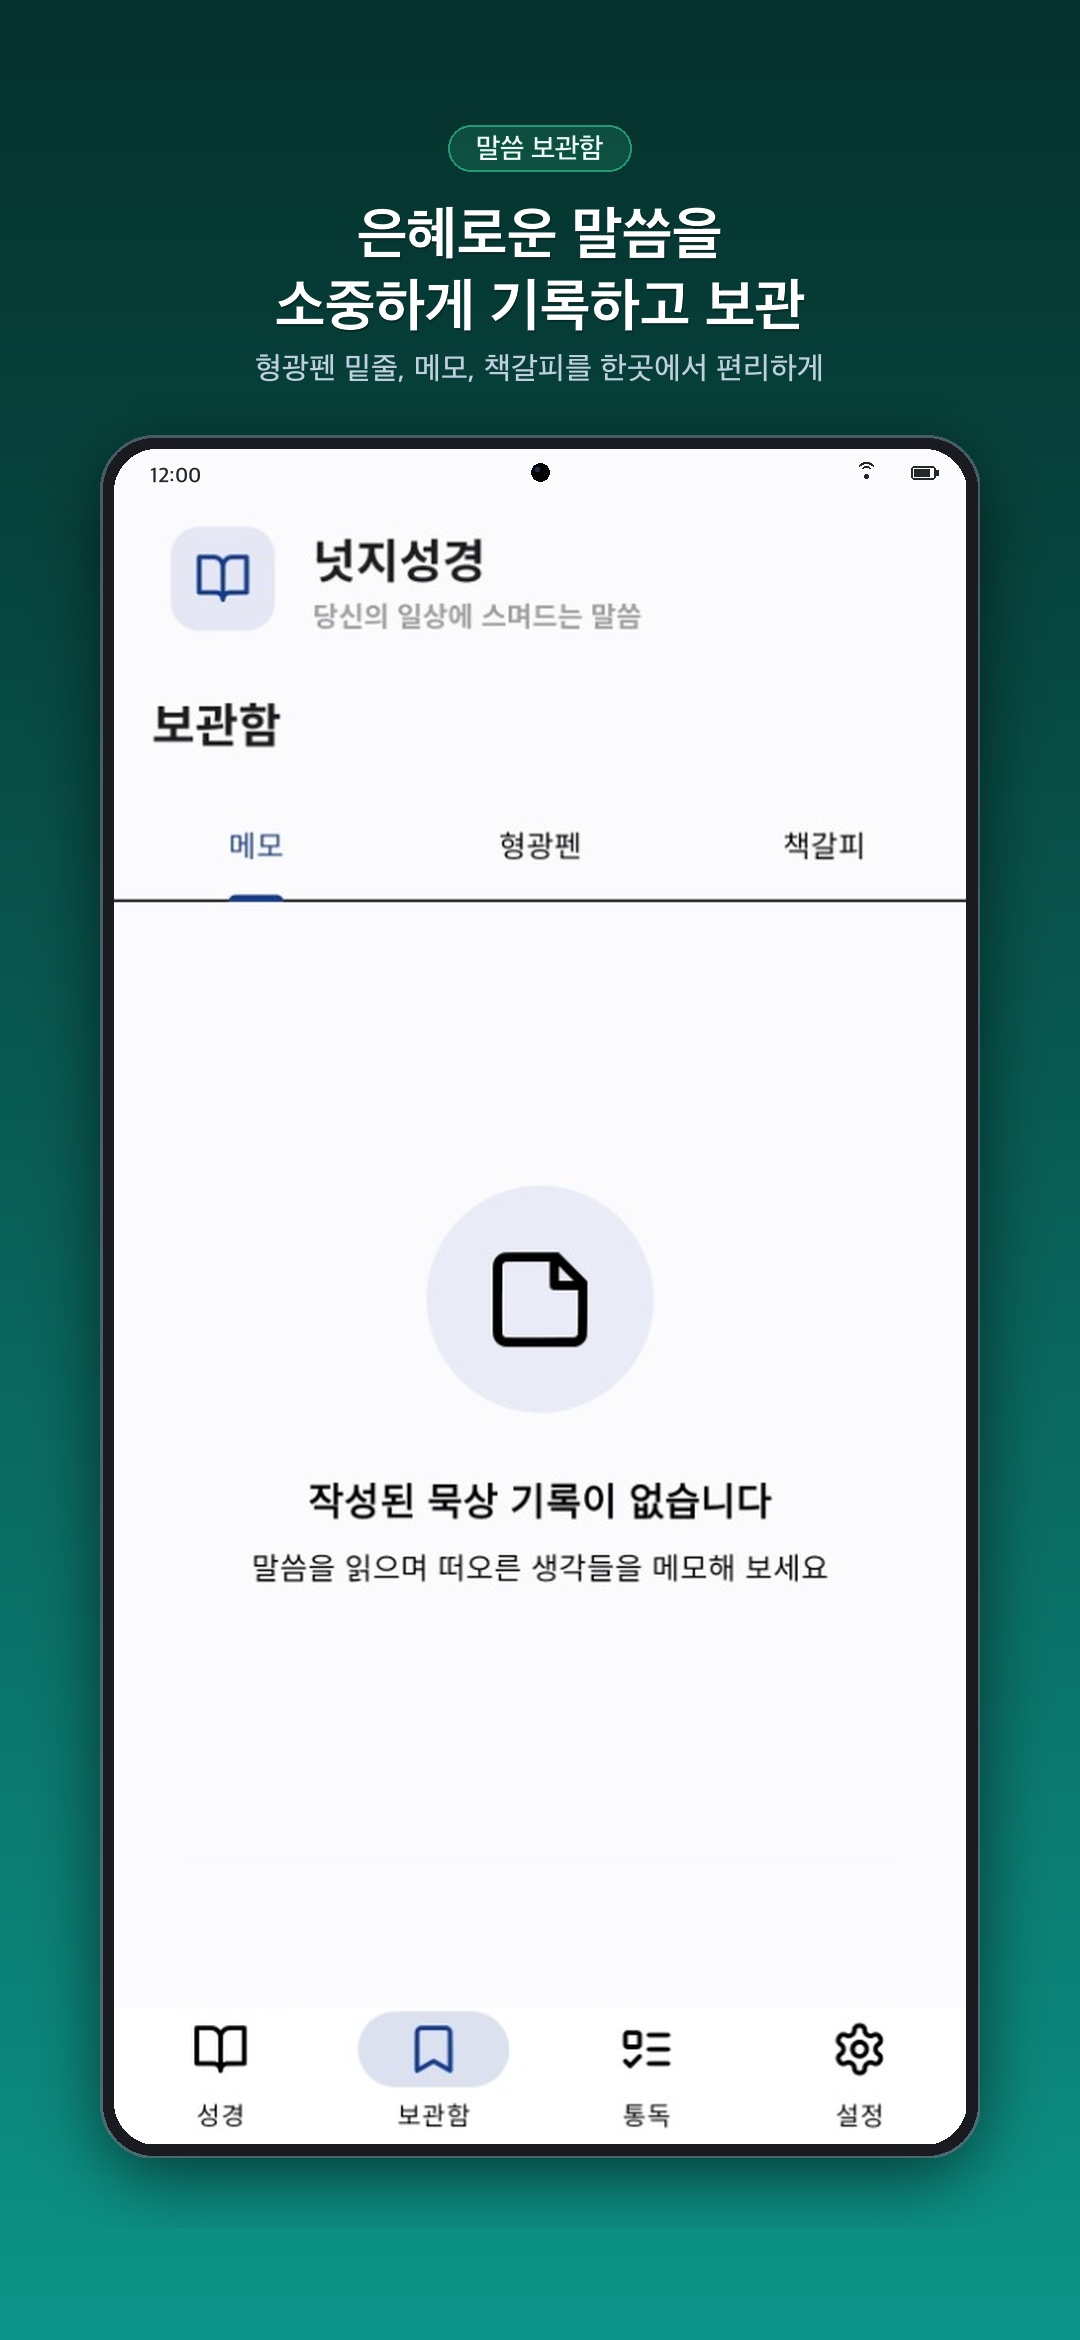 말씀 보관함
은혜로운 말씀을
소중하게 기록하고 보관
형광펜 밑줄, 메모, 책갈피를 한곳에서 편리하게
12:00
넛지성경
당신의 일상에 스며드는 말씀
보관함
메모 형광펜 책갈피
작성된 묵상 기록이 없습니다
말씀을 읽으며 떠오른 생각들을 메모해 보세요
성경 보관함 통독 설정